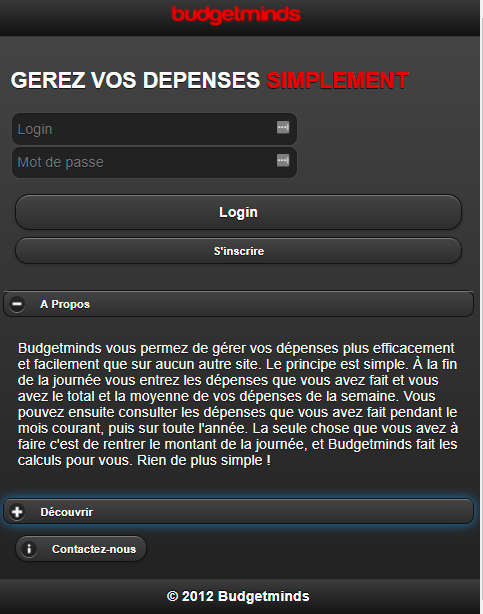 budgetminds
GEREZ VOS DEPENSES SIMPLEMENT
Login
Mot de passe
Login
S'inscrire
A Propos
Budgetminds vous permez de gérer vos dépenses plus efficacement
et facilement que sur aucun autre site. Le principe est simple. À la fin
de la journée vous entrez les dépenses que vous avez fait et vous
avez le total et la moyenne de vos dépenses de la semaine. Vous
pouvez ensuite consulter les dépenses que vous avez fait pendant le
mois courant, puis sur toute l'année. La seule chose que vous avez à
faire c'est de rentrer le montant de la journée, et Budgetminds fait les
calculs pour vous. Rien de plus simple !
Découvrir
Contactez-nous
© 2012 Budgetminds